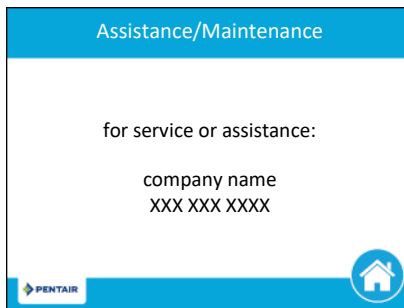 Assistance/Maintenance
for service or assistance:
company name
XXX XXX XXXX
PENTAIR